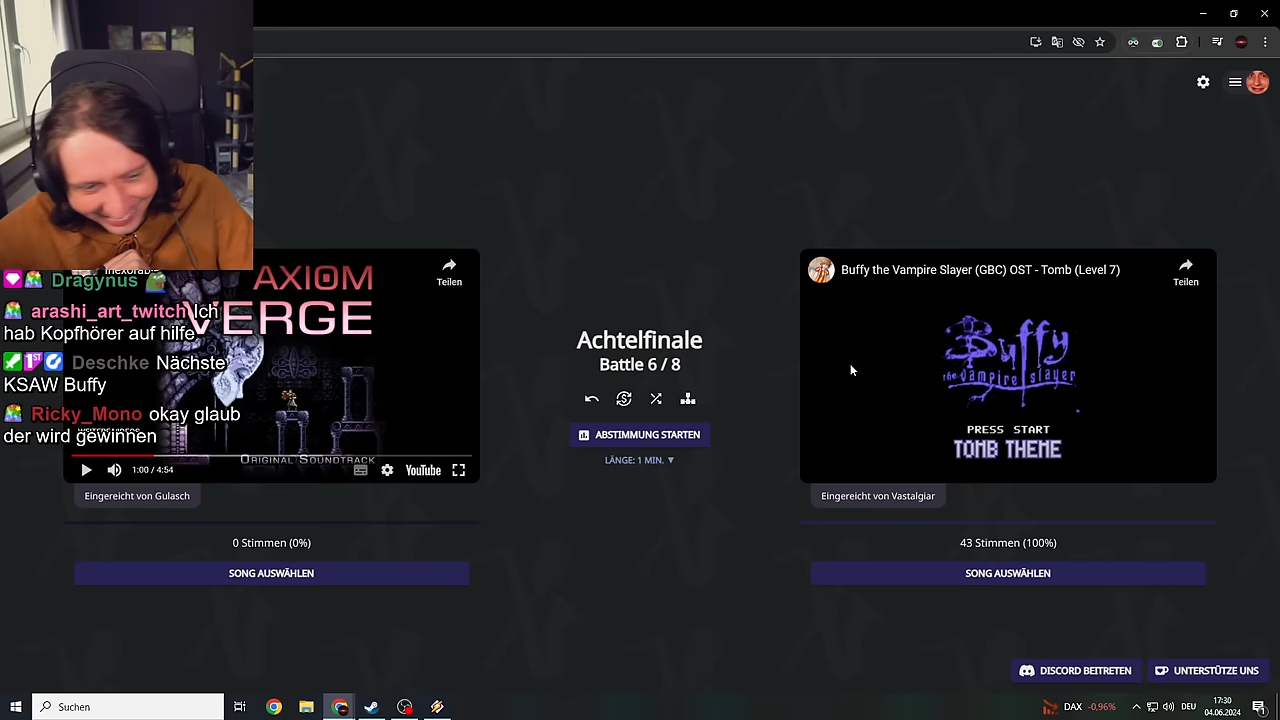 Dragynus
arashi_art_twitch Ich
hab Kopfhörer auf hilfe
Deschke Nächste
KSAW Buffy
Ricky_Mono okay glaub
der wird gewinnen
AXIOM
VERGE
ORIGINAL SOUNDTRACK
Teilen
1:00 / 4:54
YouTube
Eingereicht von Gulasch
0 Stimmen (0%)
SONG AUSWÄHLEN
Achtelfinale
Battle 6 / 8
ABSTIMMUNG STARTEN
LÄNGE: 1 MIN. ▼
Buffy the Vampire Slayer (GBC) OST - Tomb (Level 7)
Teilen
Buffy
the vampire slayer
PRESS START
TOMB THEME
Eingereicht von Vastalgiar
43 Stimmen (100%)
SONG AUSWÄHLEN
DISCORD BEITRETEN
UNTERSTÜTZE UNS
Suchen
DAX -0,96%
DEU
17:30
04.06.2024